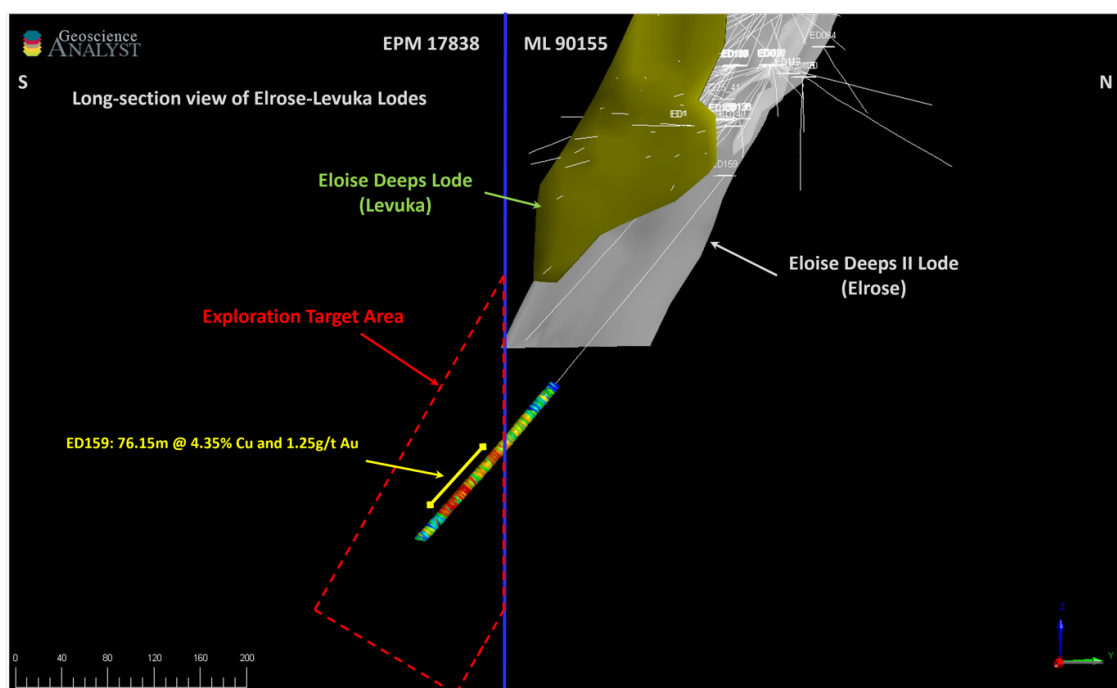 Geoscience
ANALYST
EPM 17838
ML 90155
S
N
Long-section view of Elrose-Levuka Lodes
ED084
ED159
Eloise Deeps Lode
(Levuka)
Eloise Deeps II Lode
(Elrose)
Exploration Target Area
ED159: 76.15m @ 4.35% Cu and 1.25g/t Au
Z
Y
0 40 80 120 160 200